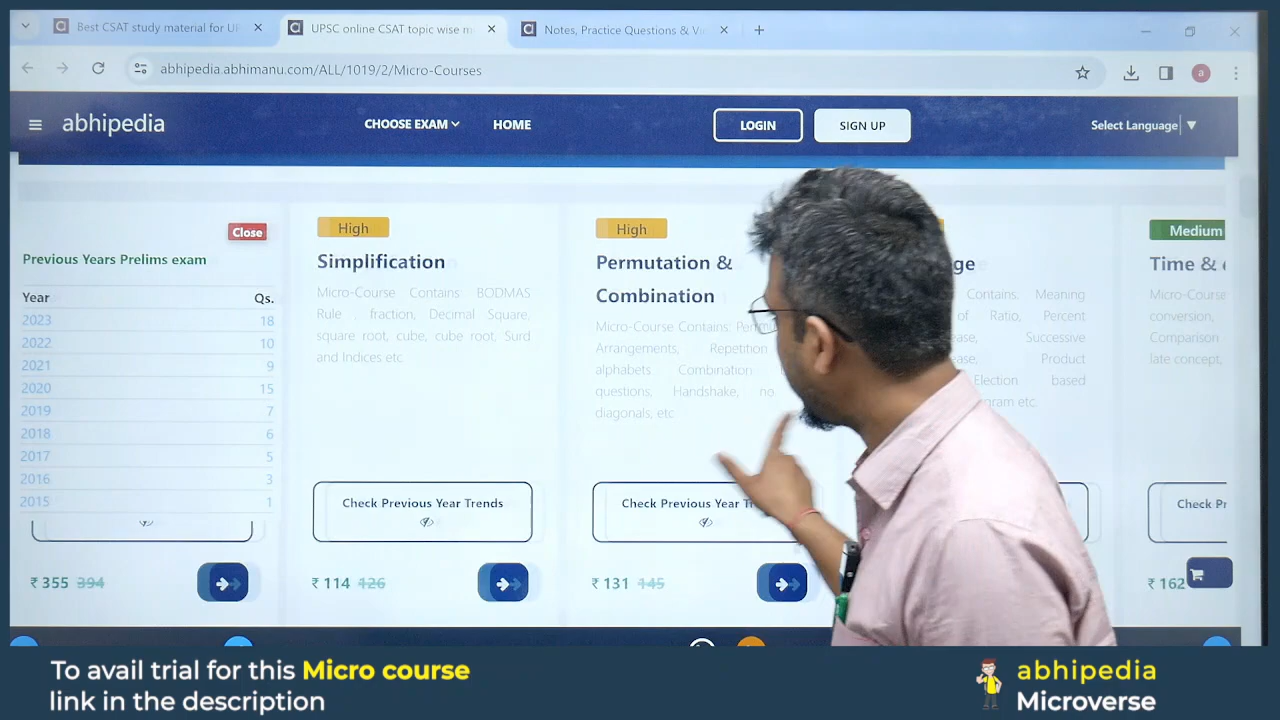 Best CSAT study material for UP
UPSC online CSAT topic wise m
Notes, Practice Questions & Vi
abhipedia.abhimanu.com/ALL/1019/2/Micro-Courses
a
abhipedia
CHOOSE EXAM
HOME
LOGIN
SIGN UP
Select Language
Close
Previous Years Prelims exam
Year Qs.
2023 18
2022 10
2021 9
2020 15
2019 7
2018 6
2017 5
2016 3
2015 1
₹ 355 394
High
Simplification
Micro-Course Contains: BODMAS
Rule , fraction, Decimal Square,
square root, cube, cube root, Surd
and Indices etc
Check Previous Year Trends
₹ 114 126
High
Permutation &
Combination
Micro-Course Contains: Permu
Arrangements, Repetition
alphabets Combination
questions, Handshake, no
diagonals, etc
Check Previous Year Tr
₹ 131 145
ge
Contains: Meaning
of Ratio, Percent
ease, Successive
ease, Product
Election based
gram etc.
Medium
Time &
Micro-Course
conversion,
Comparison
late concept,
Check Pr
₹ 162
To avail trial for this Micro course
link in the description
abhipedia
Microverse